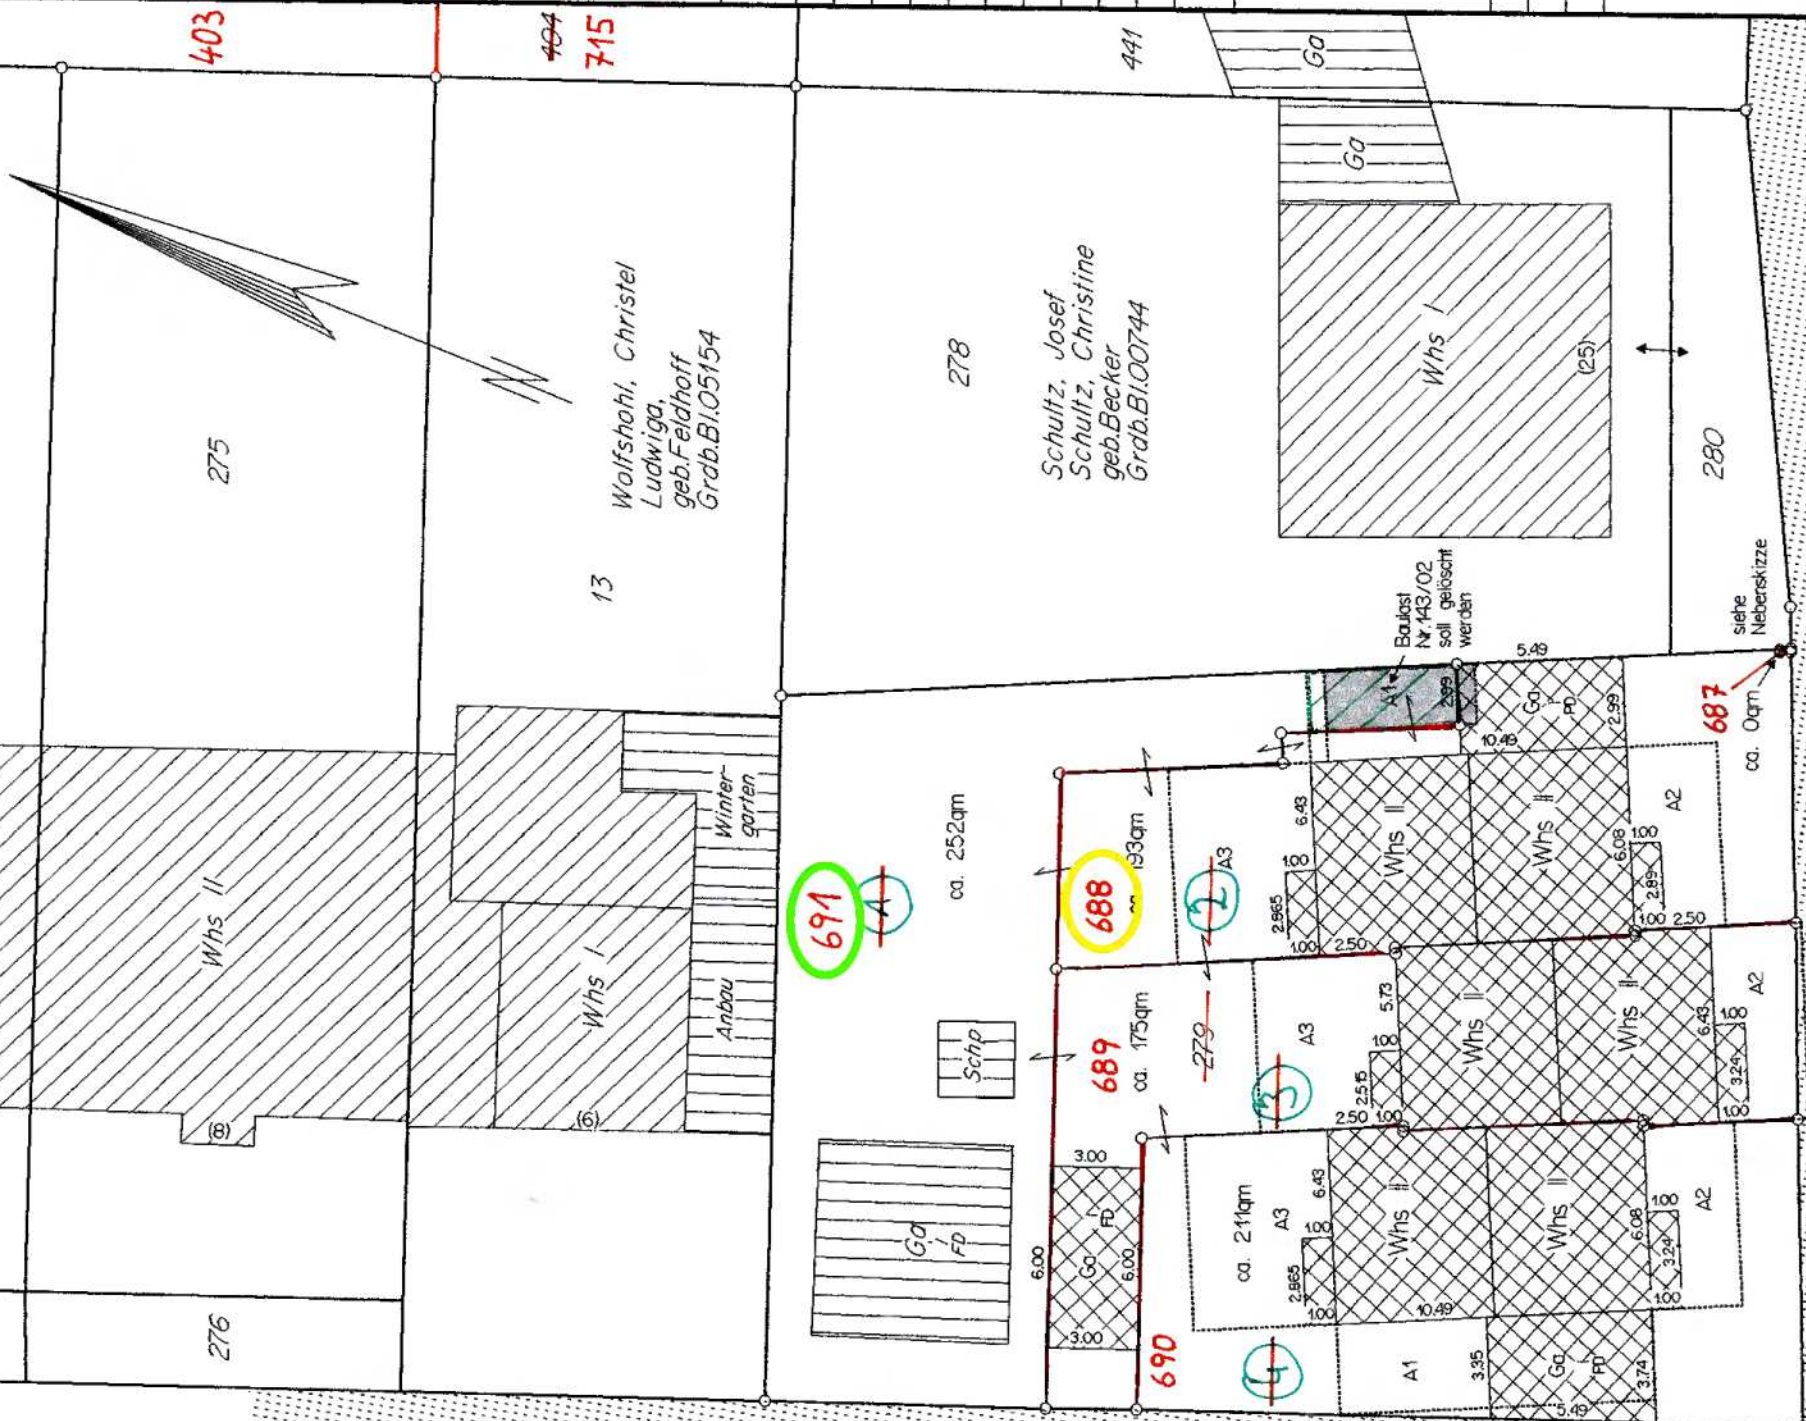 403
404
715
441
Ga
Ga
275
Wolfshohl, Christel
Ludwiga,
geb.Feldhoff
Grdb.Bl.05154
13
278
Schultz, Josef
Schultz, Christine
geb.Becker
Grdb.Bl.00744
Whs I
(25)
280
Baulast
Nr.143/02
soll gelöscht
werden
siehe
Nebenskizze
687
ca. 0qm
A1
2.99
5.49
Ga
I
FD
2.99
10.49
Whs II
(8)
Whs I
(6)
Winter-
garten
Anbau
691
1
ca. 252qm
688
193qm
2
A3
6.43
1.00
2.865
1.00
2.50
Whs II
Whs II
6.08
1.00
2.89
1.00
2.50
A2
Schp
689
ca. 175qm
279
3
A3
5.73
1.00
2.515
2.50
1.00
Whs II
Whs II
6.43
1.00
3.24
1.00
A2
Ga
I
FD
3.00
6.00
Ga
I
FD
6.00
3.00
690
4
ca. 211qm
A3
6.43
1.00
2.865
1.00
Whs II
10.49
Whs II
6.08
1.00
3.24
1.00
A2
A1
3.35
Ga
I
FD
3.74
5.49
276